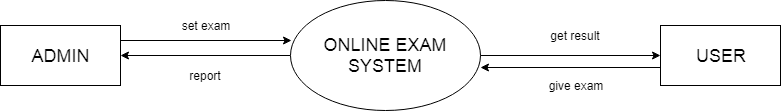 set exam
get result
ADMIN
ONLINE EXAM
SYSTEM
USER
report
give exam